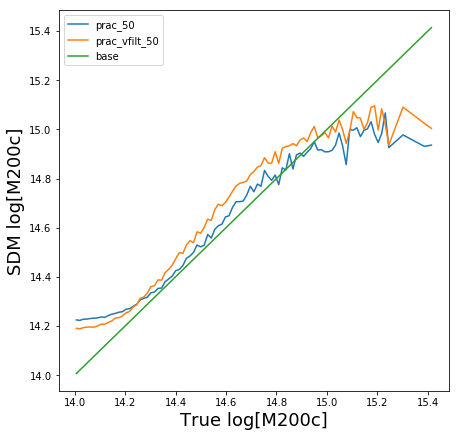 prac_50
prac_vfilt_50
base
SDM log[M200c]
15.4
15.2
15.0
14.8
14.6
14.4
14.2
14.0
14.0 14.2 14.4 14.6 14.8 15.0 15.2 15.4
True log[M200c]